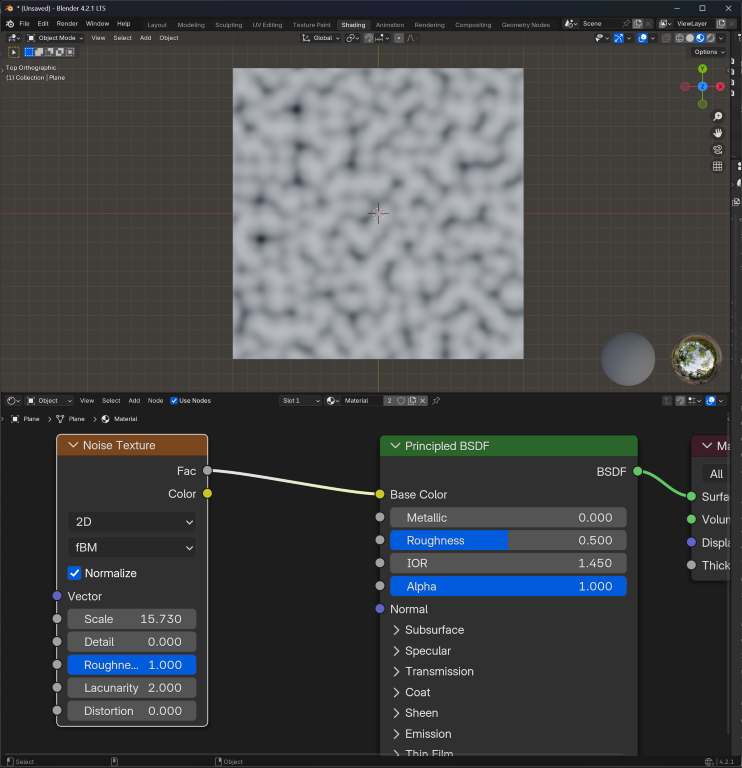 * (Unsaved) - Blender 4.2.1 LTS
File Edit Render Window Help Layout Modeling Sculpting UV Editing Texture Paint Shading Animation Rendering Compositing Geometry Nodes Scene ViewLayer
Object Mode View Select Add Object Global
Options
Top Orthographic
(1) Collection | Plane
Y
X
Z
Object View Select Add Node Use Nodes Slot 1 Material 2
Plane Plane Material
Noise Texture
Fac
Color
2D
fBM
Normalize
Vector
Scale 15.730
Detail 0.000
Roughne... 1.000
Lacunarity 2.000
Distortion 0.000
Principled BSDF
BSDF
Base Color
Metallic 0.000
Roughness 0.500
IOR 1.450
Alpha 1.000
Normal
Subsurface
Specular
Transmission
Coat
Sheen
Emission
Thin Film
Ma
All
Surfa
Volun
Displa
Thick
Select Object 4.2.1